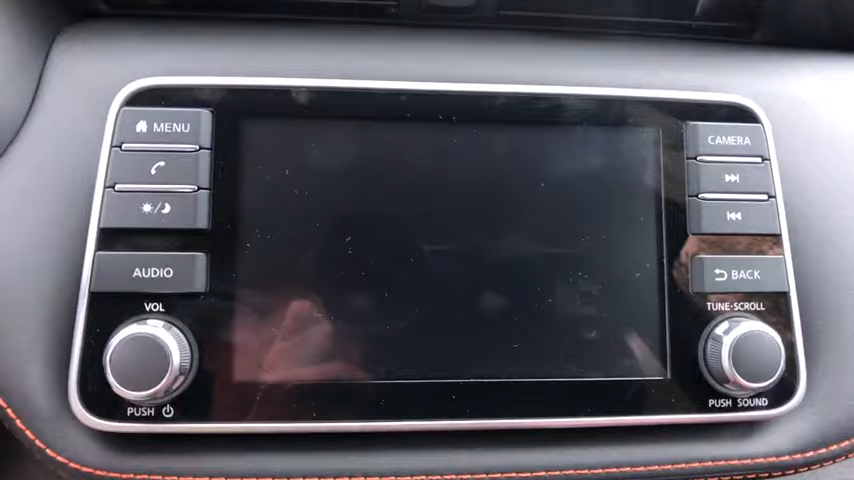 MENU
AUDIO
VOL
PUSH
CAMERA
BACK
TUNE·SCROLL
PUSH SOUND